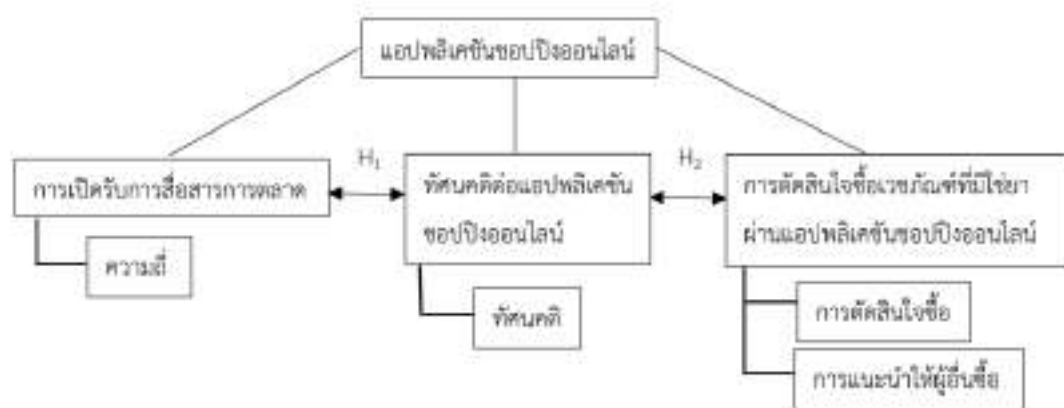 แอปพลิเคชันชอปปิงออนไลน์
H₁
H₂
การเปิดรับการสื่อสารการตลาด
ทัศนคติต่อแอปพลิเคชัน
ชอปปิงออนไลน์
การตัดสินใจซื้อเวชภัณฑ์ที่มิใช่ยา
ผ่านแอปพลิเคชันชอปปิงออนไลน์
ความถี่
ทัศนคติ
การตัดสินใจซื้อ
การแนะนำให้ผู้อื่นซื้อ